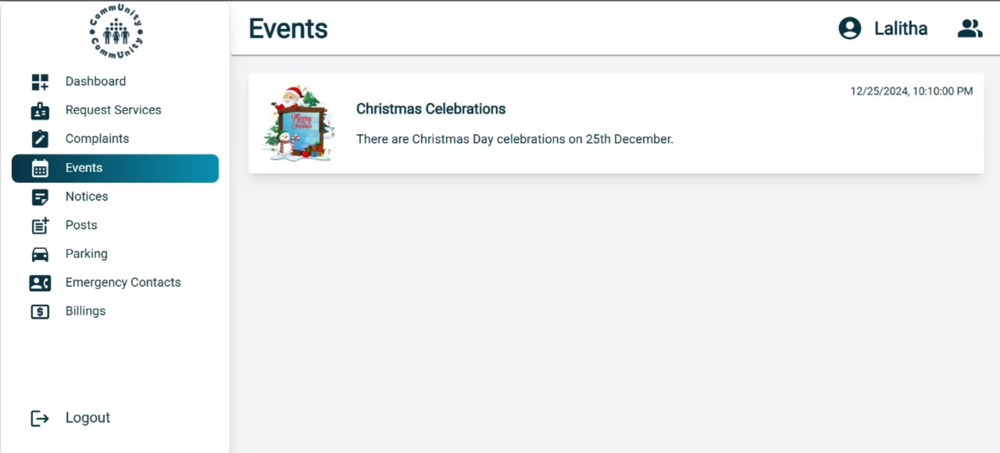 CommUnity
CommUnity
Events
Lalitha
Dashboard
Request Services
Complaints
Events
Notices
Posts
Parking
Emergency Contacts
Billings
Logout
12/25/2024, 10:10:00 PM
Merry
Christmas
Christmas Celebrations
There are Christmas Day celebrations on 25th December.